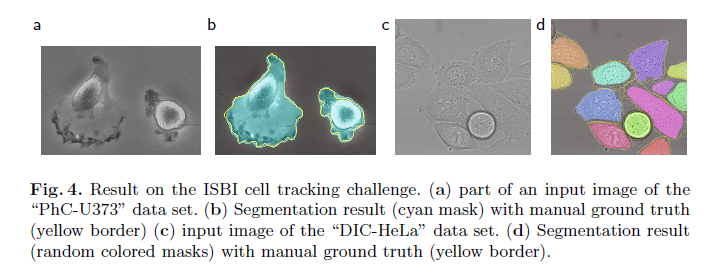 a b c d
Fig. 4. Result on the ISBI cell tracking challenge. (a) part of an input image of the
“PhC-U373” data set. (b) Segmentation result (cyan mask) with manual ground truth
(yellow border) (c) input image of the “DIC-HeLa” data set. (d) Segmentation result
(random colored masks) with manual ground truth (yellow border).